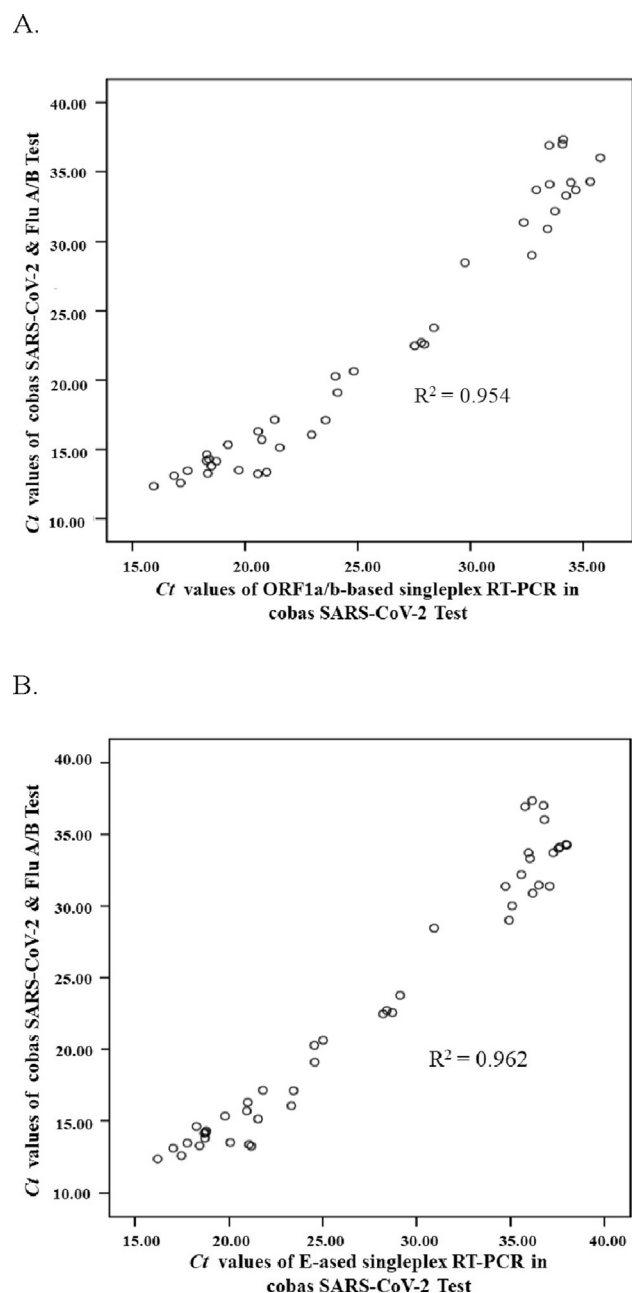 A.
Ct values of cobas SARS-CoV-2 & Flu A/B Test
40.00
35.00
30.00
25.00
20.00
15.00
10.00
R² = 0.954
15.00 20.00 25.00 30.00 35.00
Ct values of ORF1a/b-based singleplex RT-PCR in
cobas SARS-CoV-2 Test
B.
Ct values of cobas SARS-CoV-2 & Flu A/B Test
40.00
35.00
30.00
25.00
20.00
15.00
10.00
R² = 0.962
15.00 20.00 25.00 30.00 35.00 40.00
Ct values of E-ased singleplex RT-PCR in
cobas SARS-CoV-2 Test